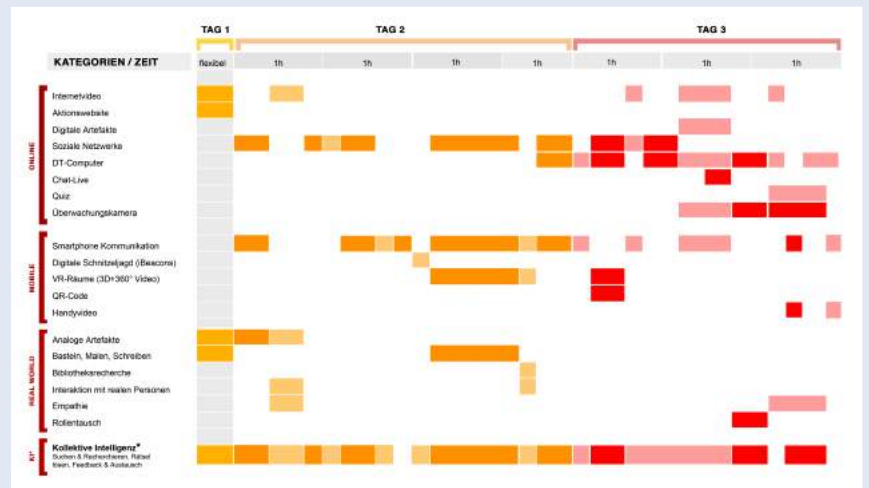 TAG 1 TAG 2 TAG 3
KATEGORIEN / ZEIT flexibel 1h 1h 1h 1h 1h 1h 1h
ONLINE
Internetvideo
Aktionswebsite
Digitale Artefakte
Soziale Netzwerke
DT-Computer
Chat-Live
Quiz
Überwachungskamera
MOBILE
Smartphone Kommunikation
Digitale Schnitzeljagd (iBeacons)
VR-Räume (3D+360° Video)
QR-Code
Handyvideo
REAL WORLD
Analoge Artefakte
Basteln, Malen, Schreiben
Bibliotheksrecherche
Interaktion mit realen Personen
Empathie
Rollentausch
KI*
Kollektive Intelligenz*
Suchen & Recherchieren, Rätsel
lösen, Feedback & Austausch